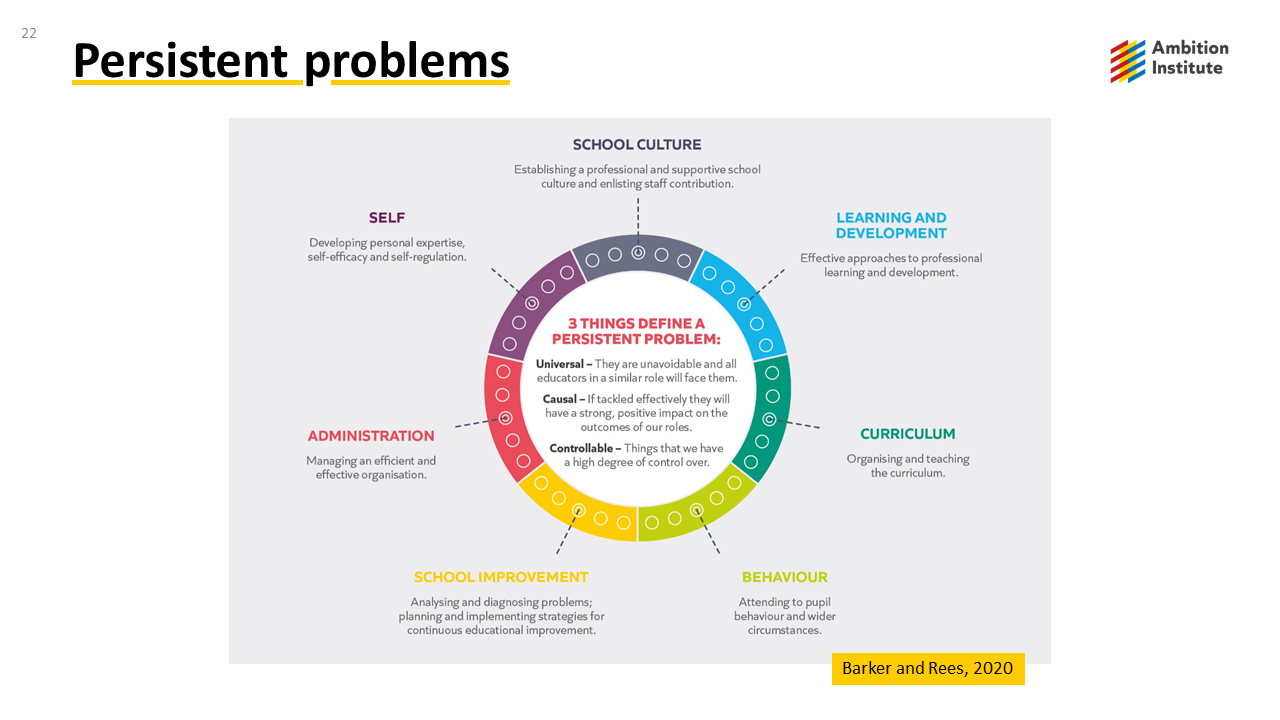 22
Persistent problems
Ambition
Institute
SCHOOL CULTURE
Establishing a professional and supportive school
culture and enlisting staff contribution.
SELF
Developing personal expertise,
self-efficacy and self-regulation.
LEARNING AND
DEVELOPMENT
Effective approaches to professional
learning and development.
3 THINGS DEFINE A
PERSISTENT PROBLEM:
Universal – They are unavoidable and all
educators in a similar role will face them.
Causal – If tackled effectively they will
have a strong, positive impact on the
outcomes of our roles.
Controllable – Things that we have
a high degree of control over.
ADMINISTRATION
Managing an efficient and
effective organisation.
CURRICULUM
Organising and teaching
the curriculum.
SCHOOL IMPROVEMENT
Analysing and diagnosing problems;
planning and implementing strategies for
continuous educational improvement.
BEHAVIOUR
Attending to pupil
behaviour and wider
circumstances.
Barker and Rees, 2020